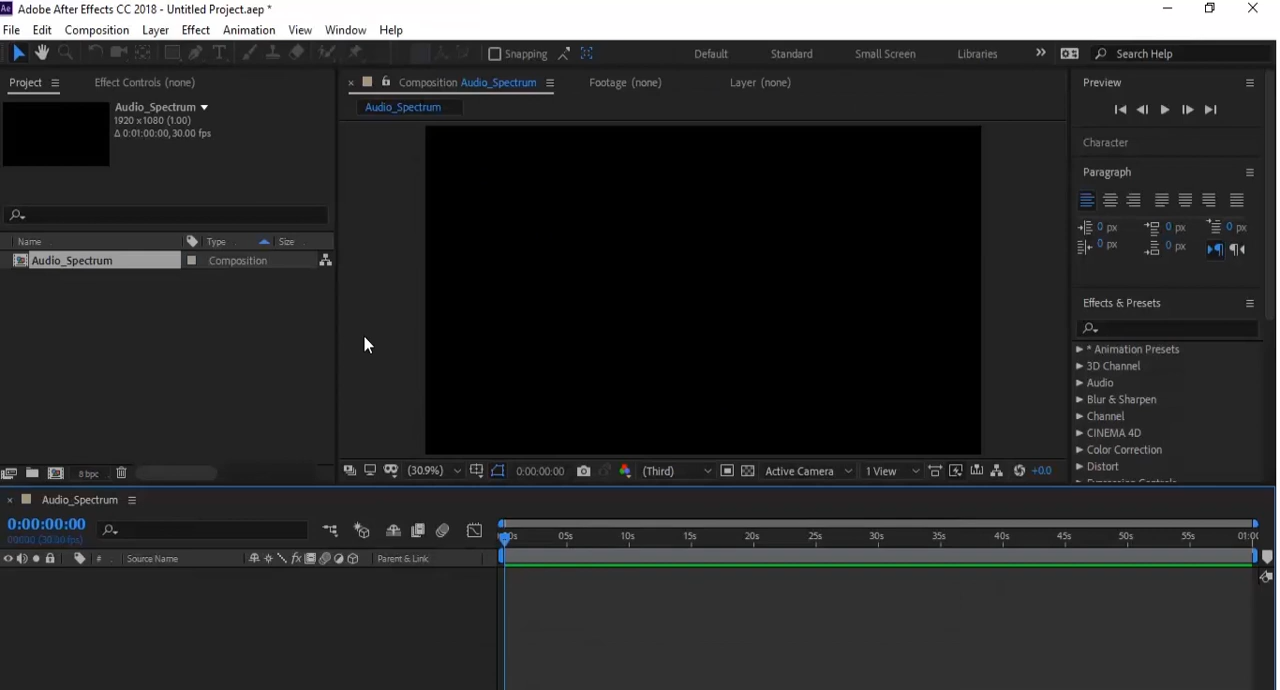 Ae Adobe After Effects CC 2018 - Untitled Project.aep *
File Edit Composition Layer Effect Animation View Window Help
Snapping Default Standard Small Screen Libraries Search Help
Project Effect Controls (none) Composition Audio_Spectrum Footage (none) Layer (none) Preview
Audio_Spectrum
Audio_Spectrum
1920 x1080 (1.00)
Δ 0:01:00:00, 30.00 fps
Character
Paragraph
0 px 0 px 0 px
0 px 0 px
Name Type Size
Audio_Spectrum Composition
Effects & Presets
* Animation Presets
3D Channel
Audio
Blur & Sharpen
Channel
CINEMA 4D
Color Correction
Distort
8 bpc (30.9%) 0:00:00:00 (Third) Active Camera 1 View +0.0
Audio_Spectrum
0:00:00:00
00000 (30.00 fps)
05s 10s 15s 20s 25s 30s 35s 40s 45s 50s 55s 01:00
# Source Name Parent & Link